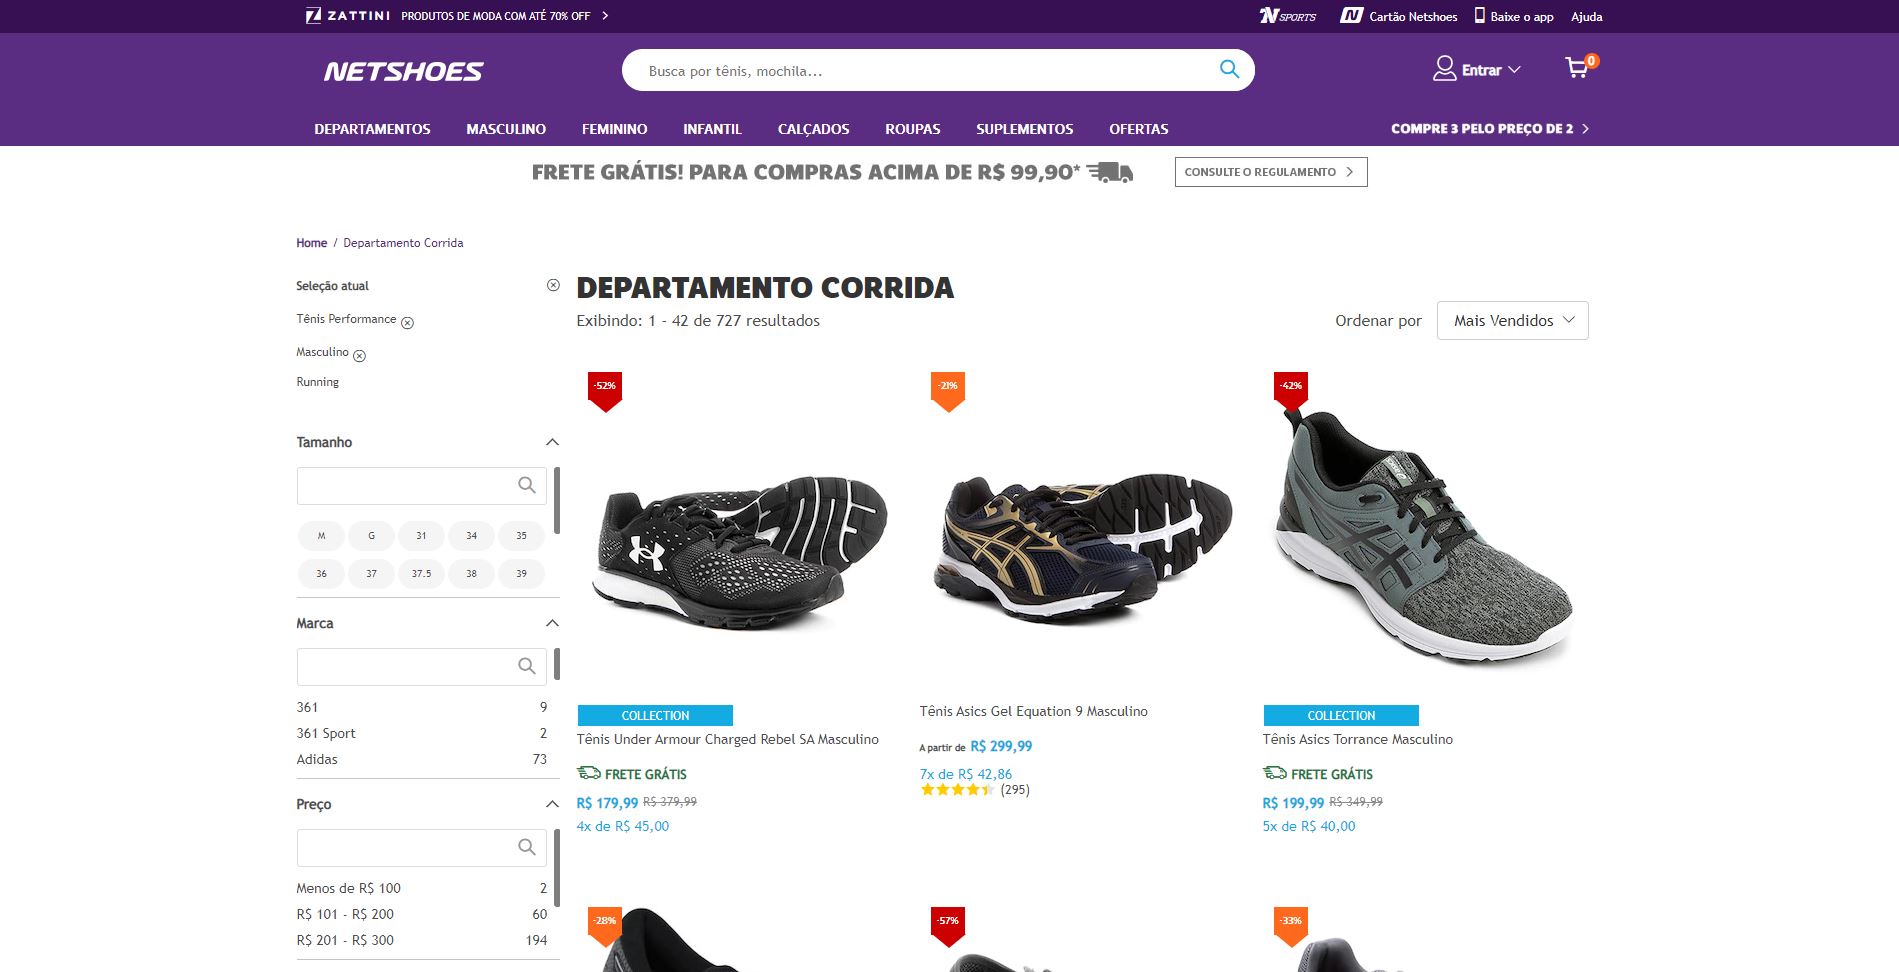 ZATTINI PRODUTOS DE MODA COM ATÉ 70% OFF
N SPORTS
N Cartão Netshoes
Baixe o app
Ajuda
NETSHOES
Busca por tênis, mochila...
Entrar
0
DEPARTAMENTOS MASCULINO FEMININO INFANTIL CALÇADOS ROUPAS SUPLEMENTOS OFERTAS
COMPRE 3 PELO PREÇO DE 2
FRETE GRÁTIS! PARA COMPRAS ACIMA DE R$ 99,90*
CONSULTE O REGULAMENTO
Home / Departamento Corrida
Seleção atual
Tênis Performance
Masculino
Running
Tamanho
M G 31 34 35
36 37 37.5 38 39
Marca
361 9
361 Sport 2
Adidas 73
Preço
Menos de R$ 100 2
R$ 101 - R$ 200 60
R$ 201 - R$ 300 194
DEPARTAMENTO CORRIDA
Exibindo: 1 - 42 de 727 resultados
Ordenar por
Mais Vendidos
-52%
COLLECTION
Tênis Under Armour Charged Rebel SA Masculino
FRETE GRÁTIS
R$ 179,99 R$ 379,99
4x de R$ 45,00
-21%
Tênis Asics Gel Equation 9 Masculino
A partir de R$ 299,99
7x de R$ 42,86
(295)
-42%
COLLECTION
Tênis Asics Torrance Masculino
FRETE GRÁTIS
R$ 199,99 R$ 349,99
5x de R$ 40,00
-28%
-57%
-33%